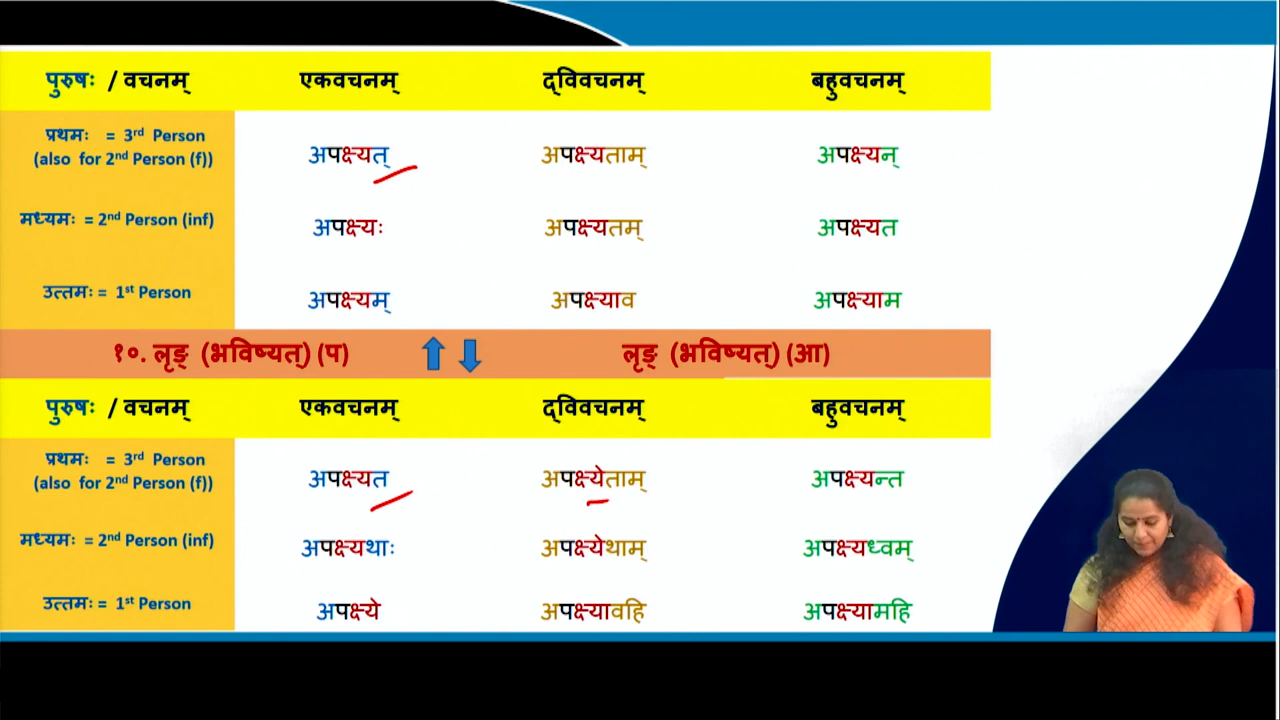 पुरुषः / वचनम् एकवचनम् द्विवचनम् बहुवचनम्
प्रथमः = 3rd Person
(also for 2nd Person (f))
अपक्ष्यत् अपक्ष्यताम् अपक्ष्यन्
मध्यमः = 2nd Person (inf) अपक्ष्यः अपक्ष्यतम् अपक्ष्यत
उत्तमः = 1st Person अपक्ष्यम् अपक्ष्याव अपक्ष्याम
१०. लृङ् (भविष्यत्) (प) लृङ् (भविष्यत्) (आ)
पुरुषः / वचनम् एकवचनम् द्विवचनम् बहुवचनम्
प्रथमः = 3rd Person
(also for 2nd Person (f))
अपक्ष्यत अपक्ष्येताम् अपक्ष्यन्त
मध्यमः = 2nd Person (inf) अपक्ष्यथाः अपक्ष्येथाम् अपक्ष्यध्वम्
उत्तमः = 1st Person अपक्ष्ये अपक्ष्यावहि अपक्ष्यामहि